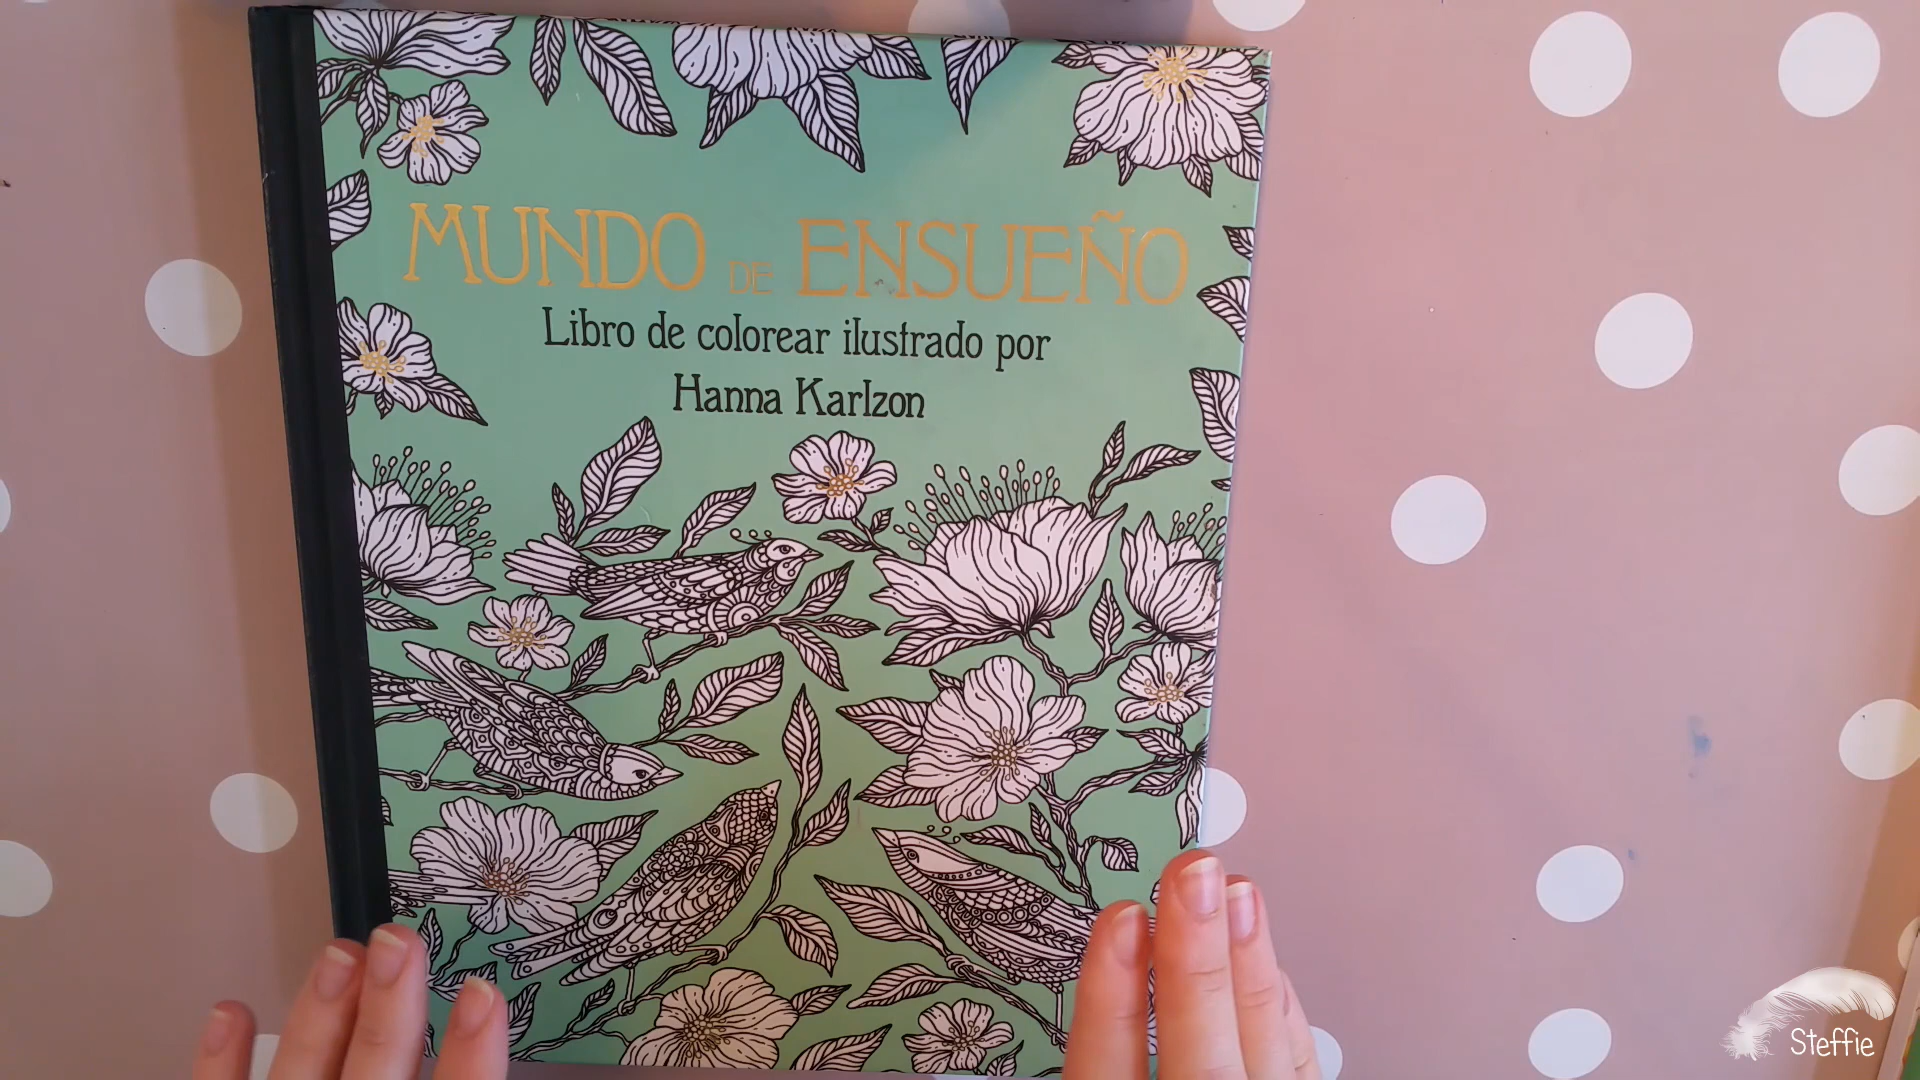 MUNDO DE ENSUEÑO
Libro de colorear ilustrado por
Hanna Karlzon
Steffie